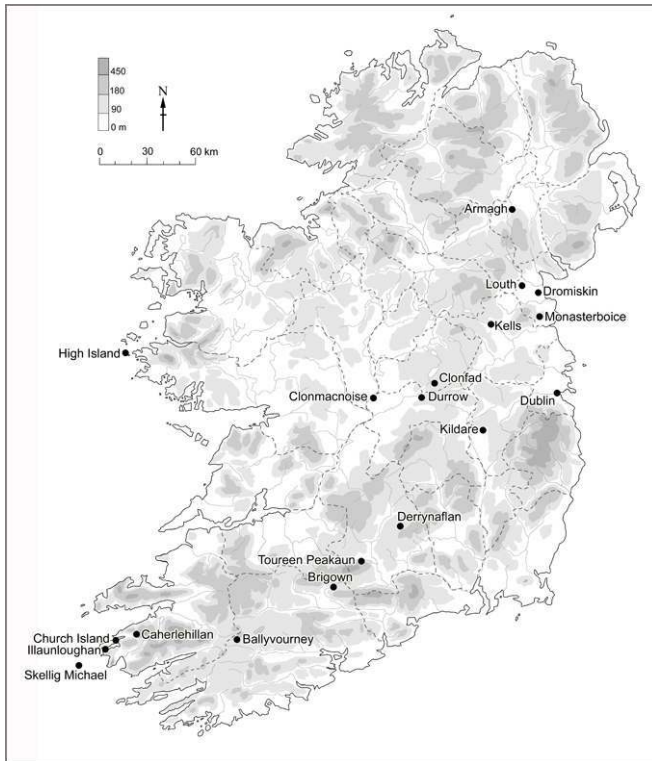 450
180
90
0 m
N
0 30 60 km
Armagh
Louth
Dromiskin
Monasterboice
Kells
High Island
Clonfad
Clonmacnoise
Durrow
Dublin
Kildare
Derrynaflan
Toureen Peakaun
Brigown
Church Island
Caherlehillan
Ballyvourney
Illaunloughan
Skellig Michael